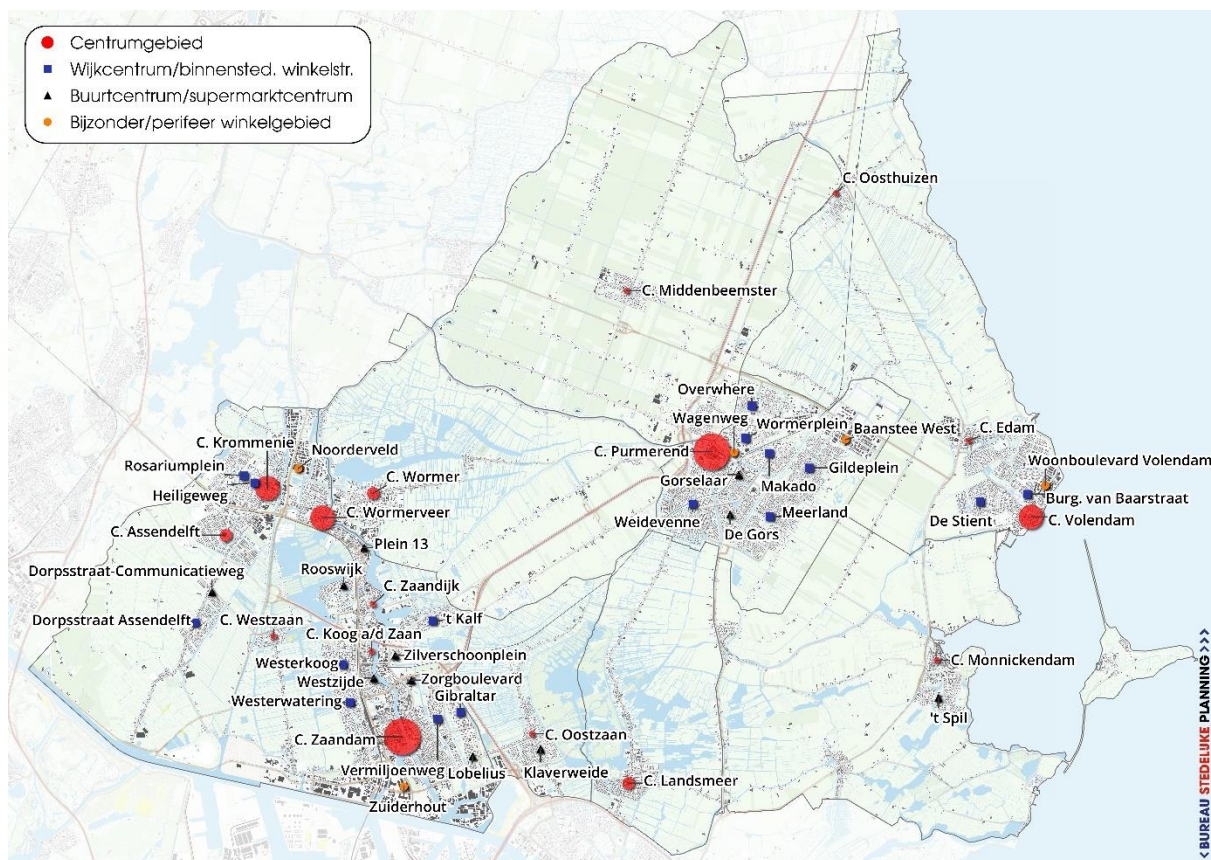 Centrumgebied
Wijkcentrum/binnensted. winkelstr.
Buurtcentrum/supermarktcentrum
Bijzonder/perifeer winkelgebied
C. Oosthuizen
C. Middenbeemster
Overwhere
Wagenweg
Wormerplein
Baanstee West
C. Edam
C. Purmerend
Gildeplein
Woonboulevard Volendam
Gorselaar
Makado
Burg. van Baarstraat
Weidevenne
Meerland
De Stient
C. Volendam
De Gors
C. Krommenie
Noorderveld
Rosariumplein
Heiligeweg
C. Wormer
C. Wormerveer
C. Assendelft
Plein 13
Dorpsstraat-Communicatieweg
Rooswijk
C. Zaandijk
Dorpsstraat Assendelft
C. Westzaan
't Kalf
C. Koog a/d Zaan
Zilverschoonplein
Westerkoog
Westzijde
Zorgboulevard
Westerwatering
Gibraltar
C. Monnickendam
't Spil
C. Zaandam
C. Oostzaan
Vermiljoenweg
Lobelius
Klaverweide
C. Landsmeer
Zuiderhout
<BUREAU STEDELIJKE PLANNING>>>